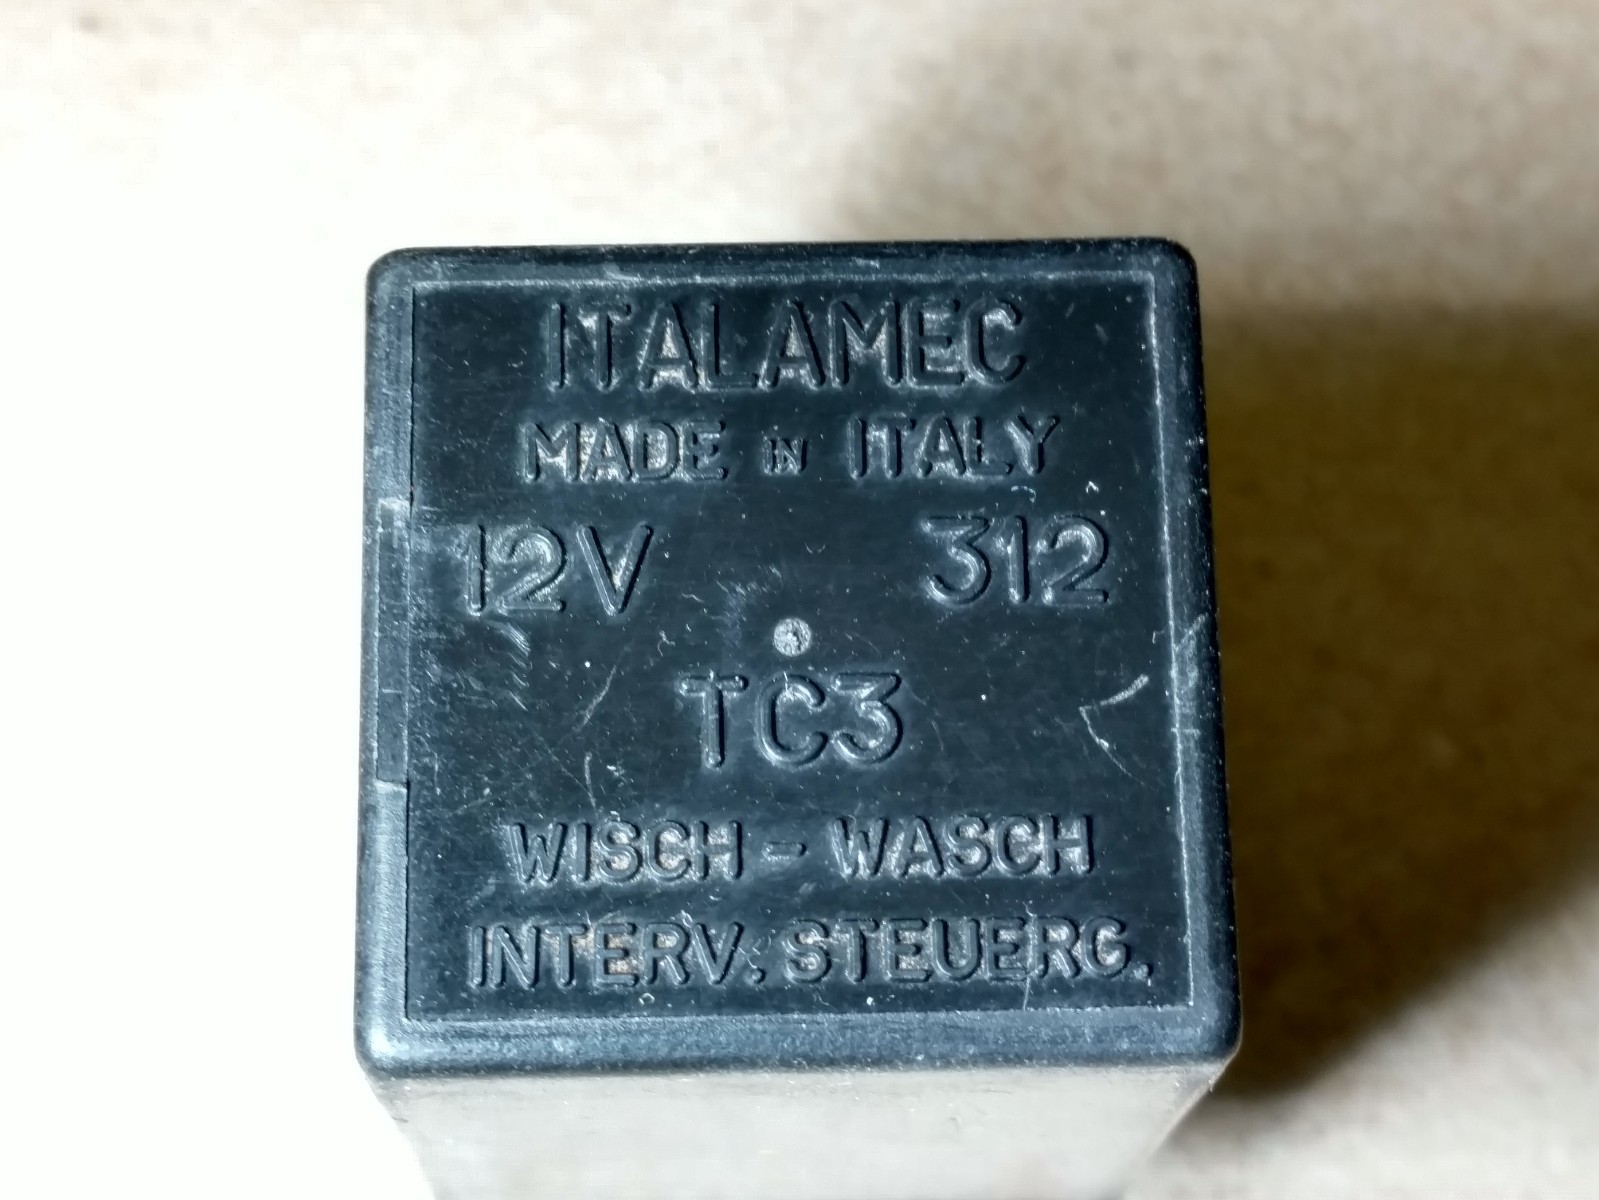 ITALAMEC
MADE IN ITALY
12V 312
TC3
WISCH - WASCH
INTERV. STEUERG.